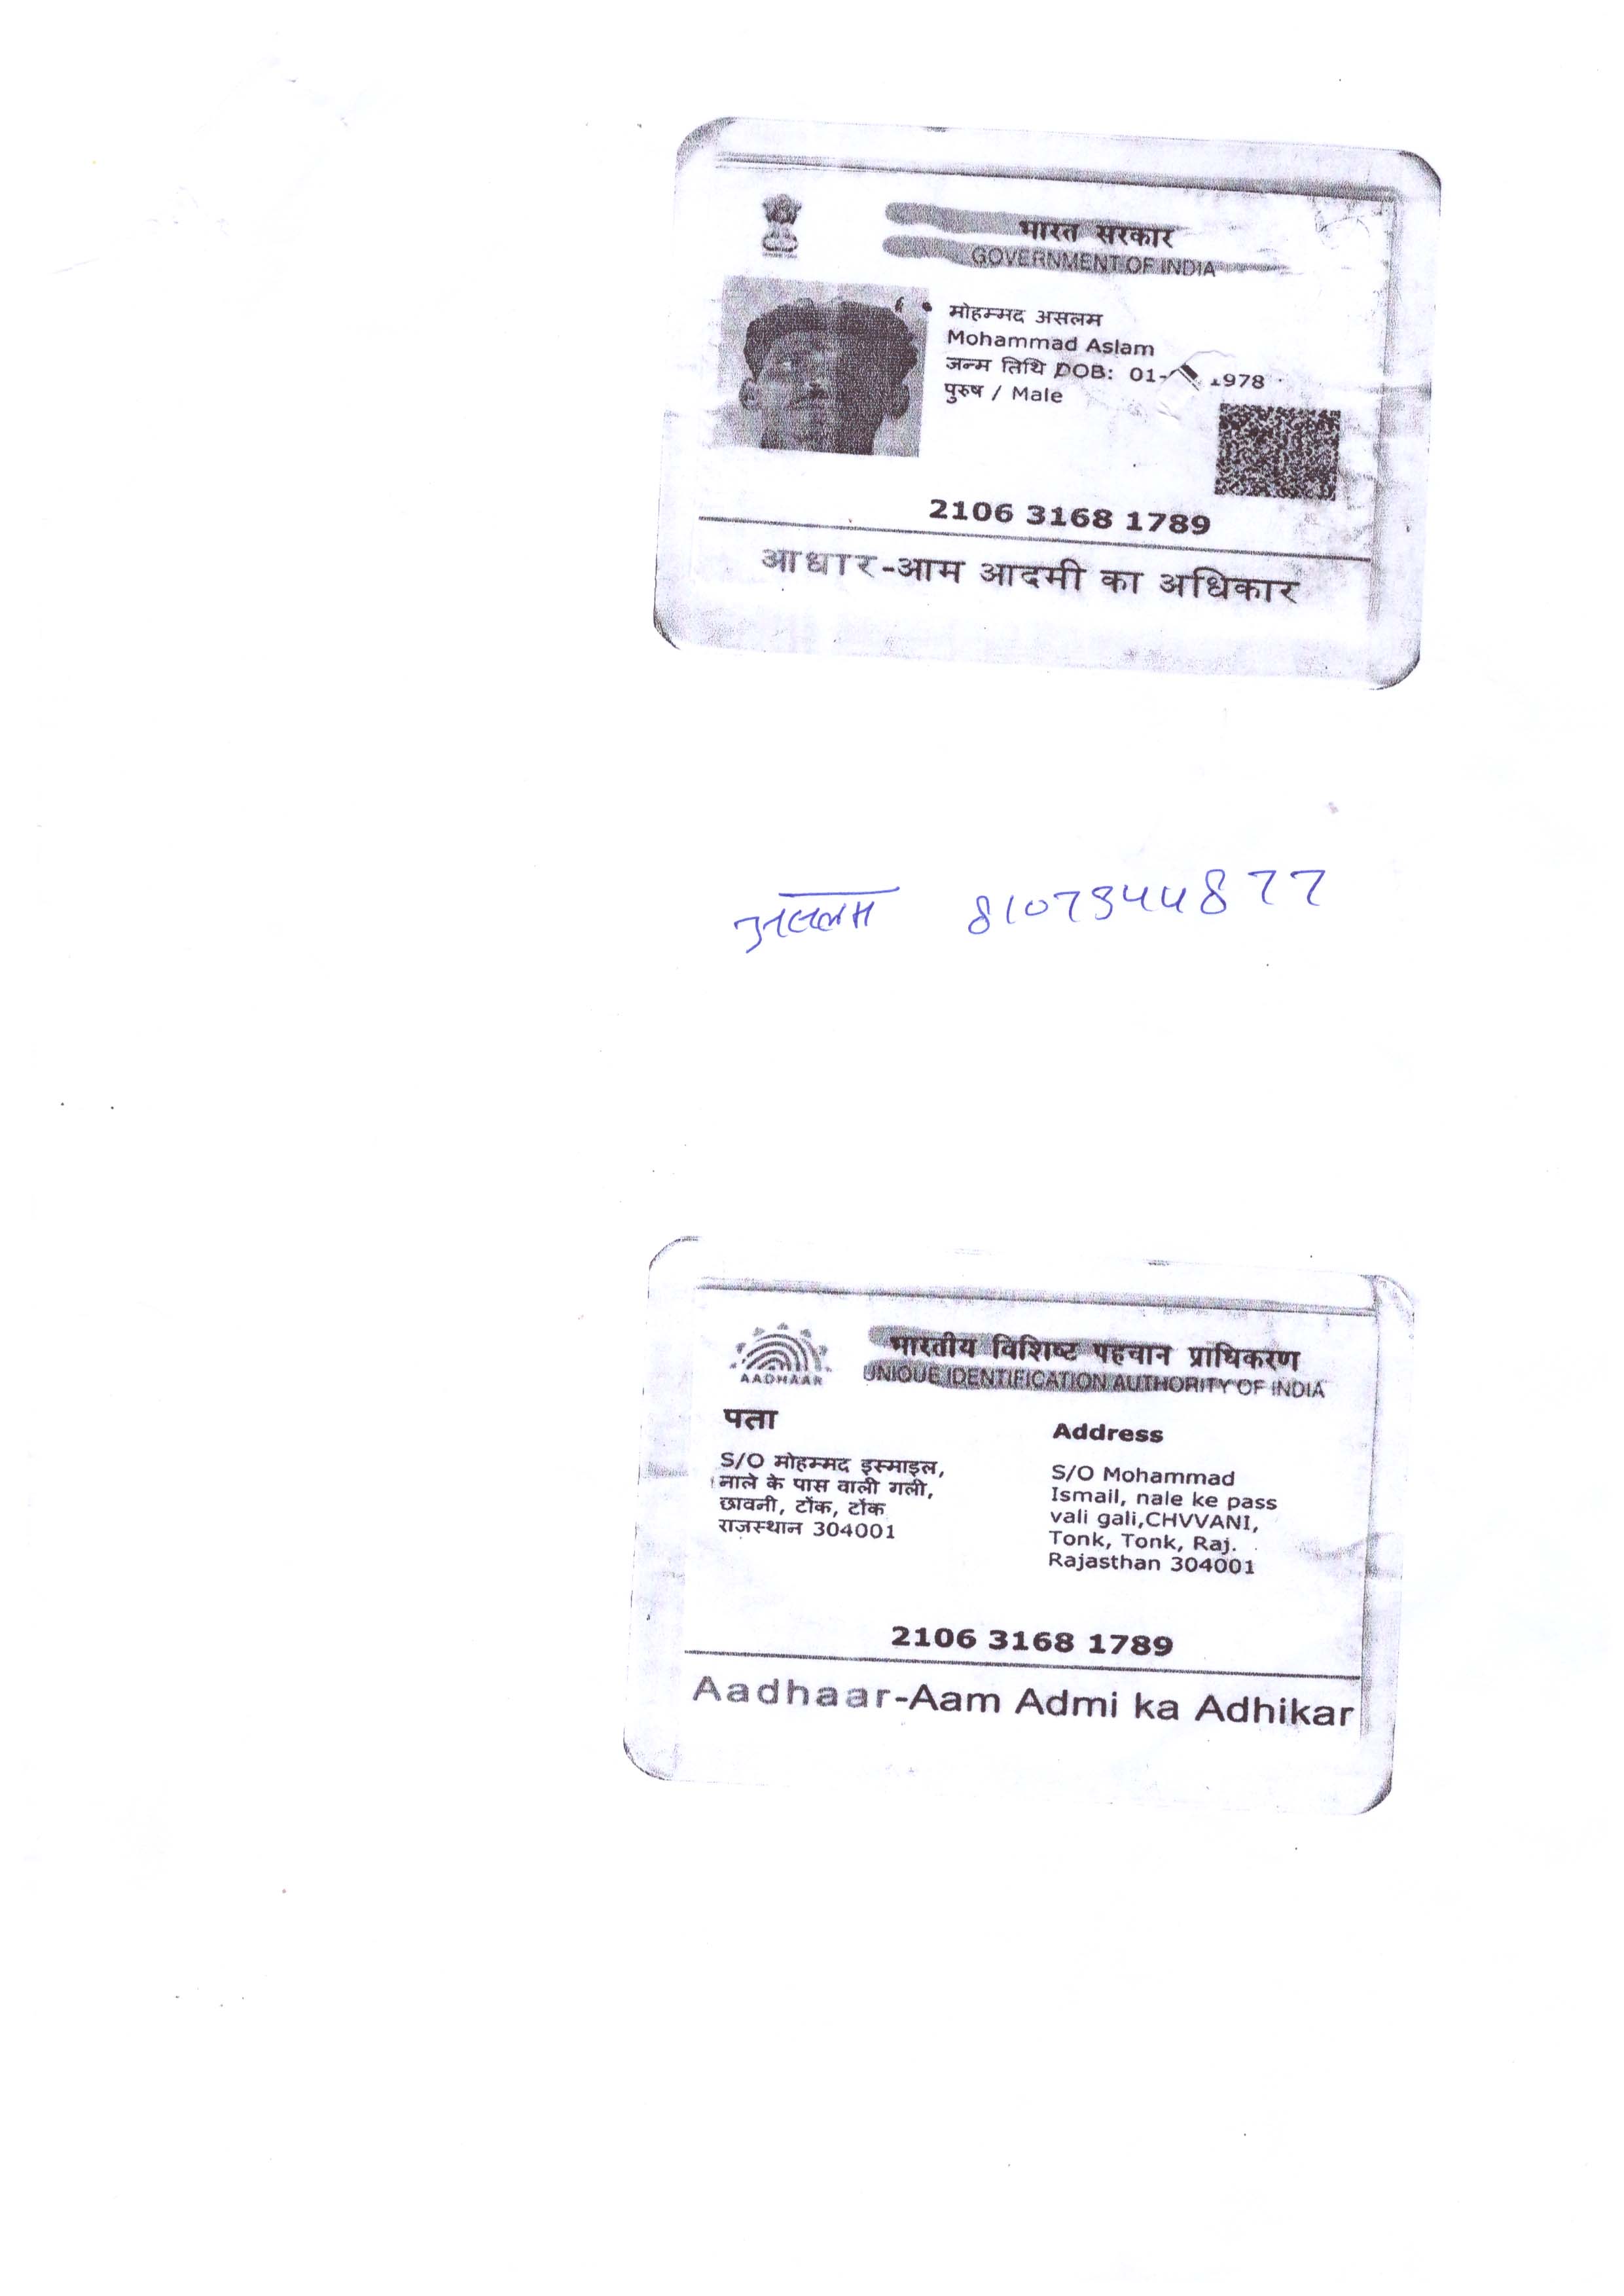 भारत सरकार
GOVERNMENT OF INDIA
मोहम्मद असलम
Mohammad Aslam
जन्म तिथि DOB: 01- 1978
पुरुष / Male
2106 3168 1789
आधार-आम आदमी का अधिकार
असलम 8107944877
भारतीय विशिष्ट पहचान प्राधिकरण
AADHAAR UNIQUE IDENTIFICATION AUTHORITY OF INDIA
पता
S/O मोहम्मद इस्माइल,
नाले के पास वाली गली,
छावनी, टोंक, टोंक
राजस्थान 304001
Address
S/O Mohammad
Ismail, nale ke pass
vali gali,CHVVANI,
Tonk, Tonk, Raj.
Rajasthan 304001
2106 3168 1789
Aadhaar-Aam Admi ka Adhikar